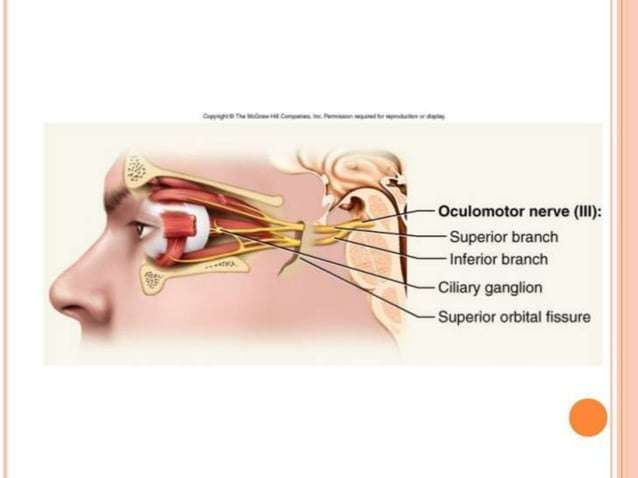 Copyright © The McGraw-Hill Companies, Inc. Permission required for reproduction or display.
Oculomotor nerve (III):
Superior branch
Inferior branch
Ciliary ganglion
Superior orbital fissure